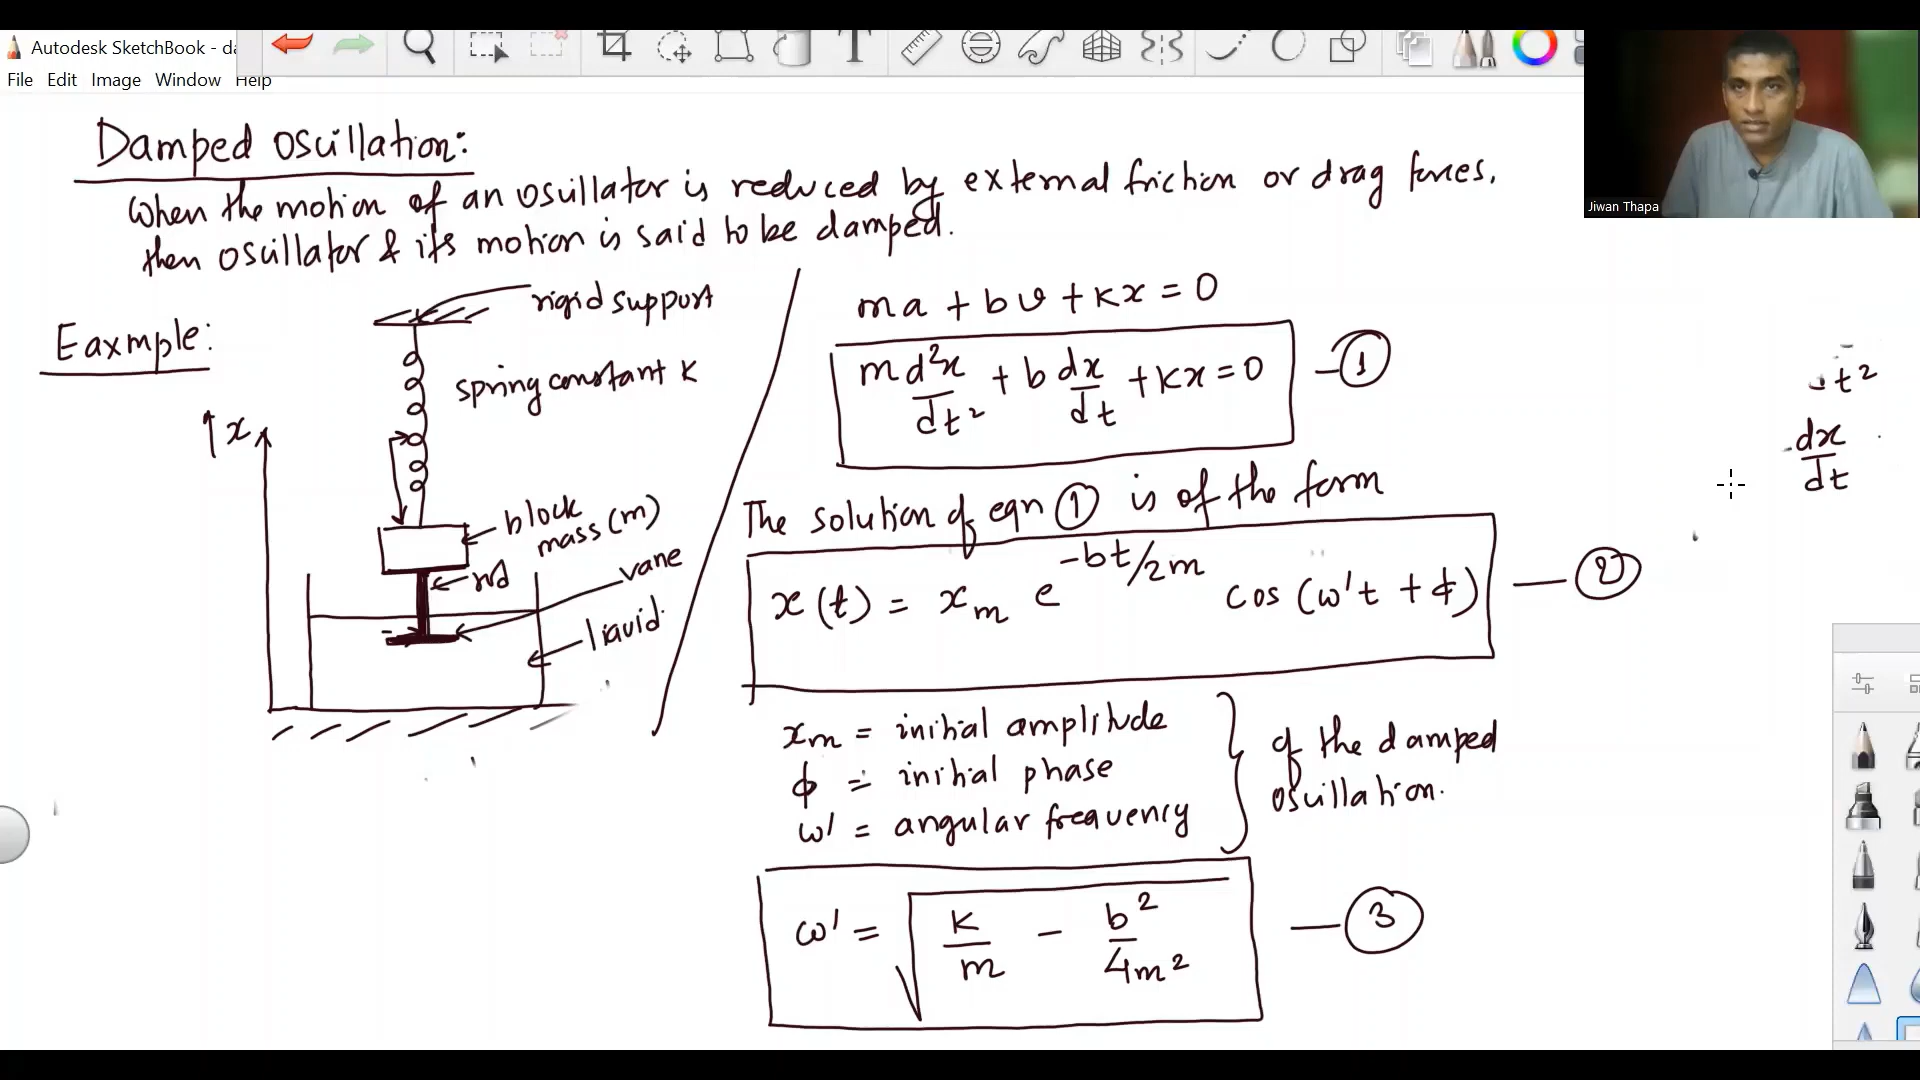 Autodesk SketchBook - da
File Edit Image Window Help
Jiwan Thapa
Damped oscillation:
When the motion of an oscillator is reduced by external friction or drag forces,
then oscillator & its motion is said to be damped.
Eaxmple:
rigid support
spring constant K
↑x
block
mass (m)
rod
vane
liquid
ma + bv + kx = 0
m d²x/dt² + b dx/dt + kx = 0 - ①
The solution of eqn ① is of the form
x(t) = xₘ e^(-bt/2m) cos (ω't + ϕ) — ②
xₘ = initial amplitude
ϕ = initial phase
ω' = angular frequency
of the damped
oscillation.
ω' = √(k/m - b²/4m²) — ③
t²
dx/dt